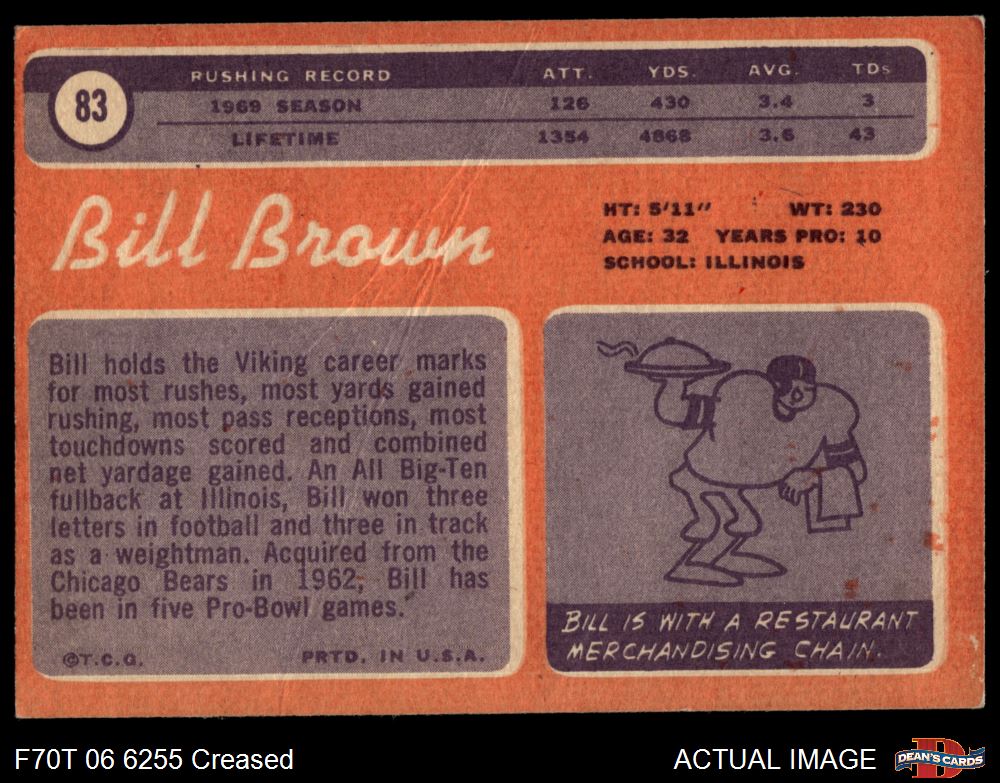 83
RUSHING RECORD ATT. YDS. AVG. TDs
1969 SEASON 126 430 3.4 3
LIFETIME 1354 4868 3.6 43
Bill Brown
HT: 5'11" WT: 230
AGE: 32 YEARS PRO: 10
SCHOOL: ILLINOIS
Bill holds the Viking career marks
for most rushes, most yards gained
rushing, most pass receptions, most
touchdowns scored and combined
net yardage gained. An All Big-Ten
fullback at Illinois, Bill won three
letters in football and three in track
as a weightman. Acquired from the
Chicago Bears in 1962, Bill has
been in five Pro-Bowl games.
©T.C.G. PRTD. IN U.S.A.
BILL IS WITH A RESTAURANT
MERCHANDISING CHAIN.
F70T 06 6255 Creased
ACTUAL IMAGE
D
DEAN'S CARDS